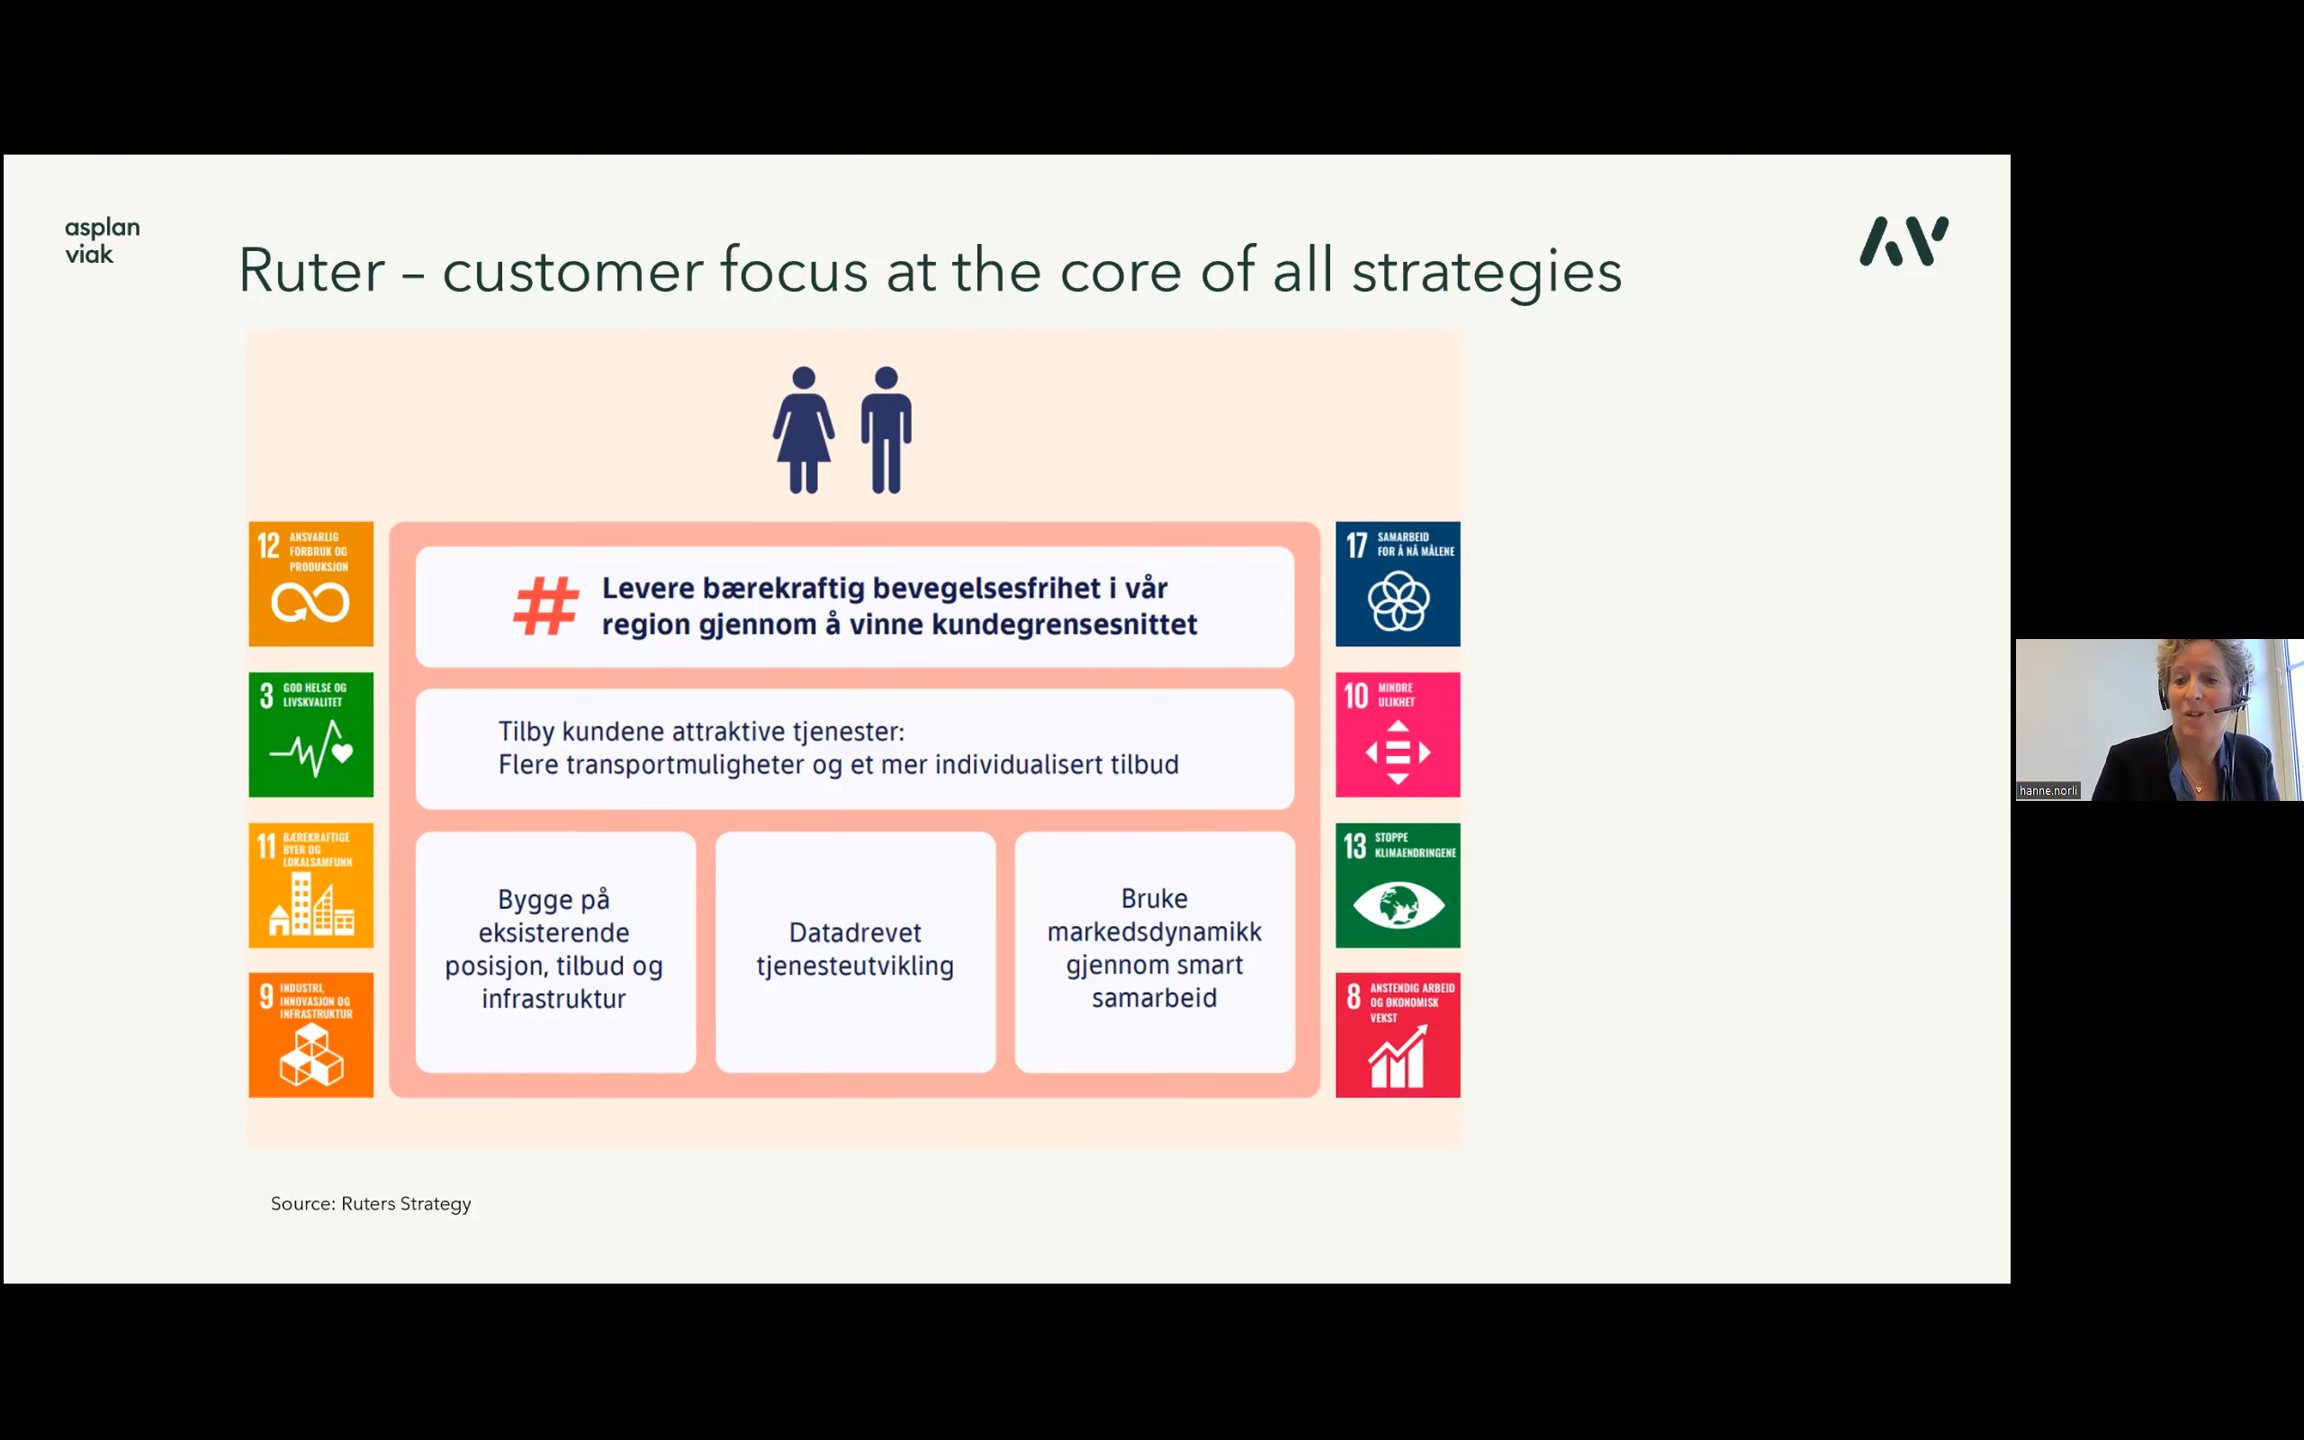 asplan
viak
Ruter – customer focus at the core of all strategies
12 ANSVARLIG
FORBRUK OG
PRODUKSJON
3 GOD HELSE OG
LIVSKVALITET
11 BÆREKRAFTIGE
BYER OG
LOKALSAMFUNN
9 INDUSTRI,
INNOVASJON OG
INFRASTRUKTUR
# Levere bærekraftig bevegelsesfrihet i vår
region gjennom å vinne kundegrensesnittet
Tilby kundene attraktive tjenester:
Flere transportmuligheter og et mer individualisert tilbud
Bygge på
eksisterende
posisjon, tilbud og
infrastruktur
Datadrevet
tjenesteutvikling
Bruke
markedsdynamikk
gjennom smart
samarbeid
17 SAMARBEID
FOR Å NÅ MÅLENE
10 MINDRE
ULIKHET
13 STOPPE
KLIMAENDRINGENE
8 ANSTENDIG ARBEID
OG ØKONOMISK
VEKST
Source: Ruters Strategy
hanne.norli